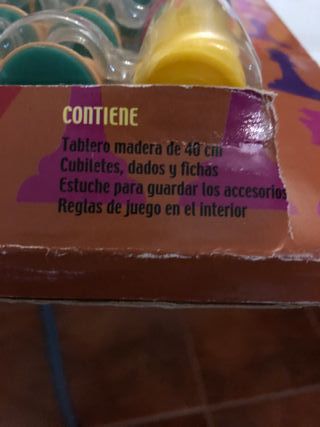 CONTIENE
Tablero madera de 40 cm
Cubiletes, dados y fichas
Estuche para guardar los accesorios
Reglas de juego en el interior